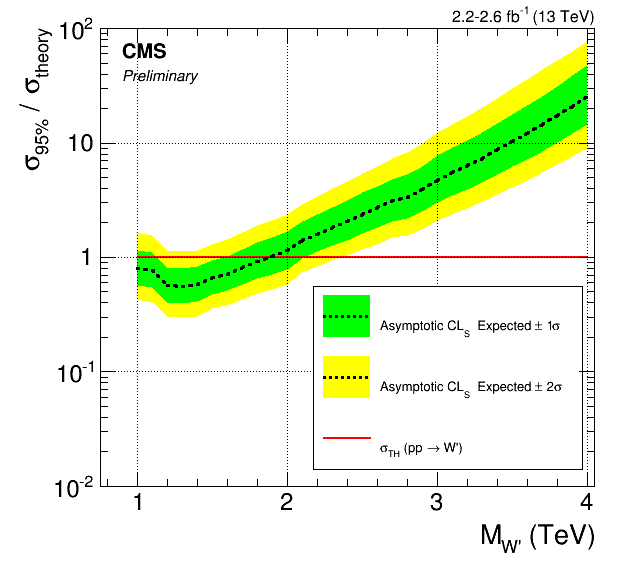 2.2-2.6 fb⁻¹ (13 TeV)
CMS
Preliminary
σ95% / σtheory
10²
10
1
10⁻¹
10⁻²
Asymptotic CLS Expected ± 1σ
Asymptotic CLS Expected ± 2σ
σTH (pp → W')
1 2 3 4
MW' (TeV)